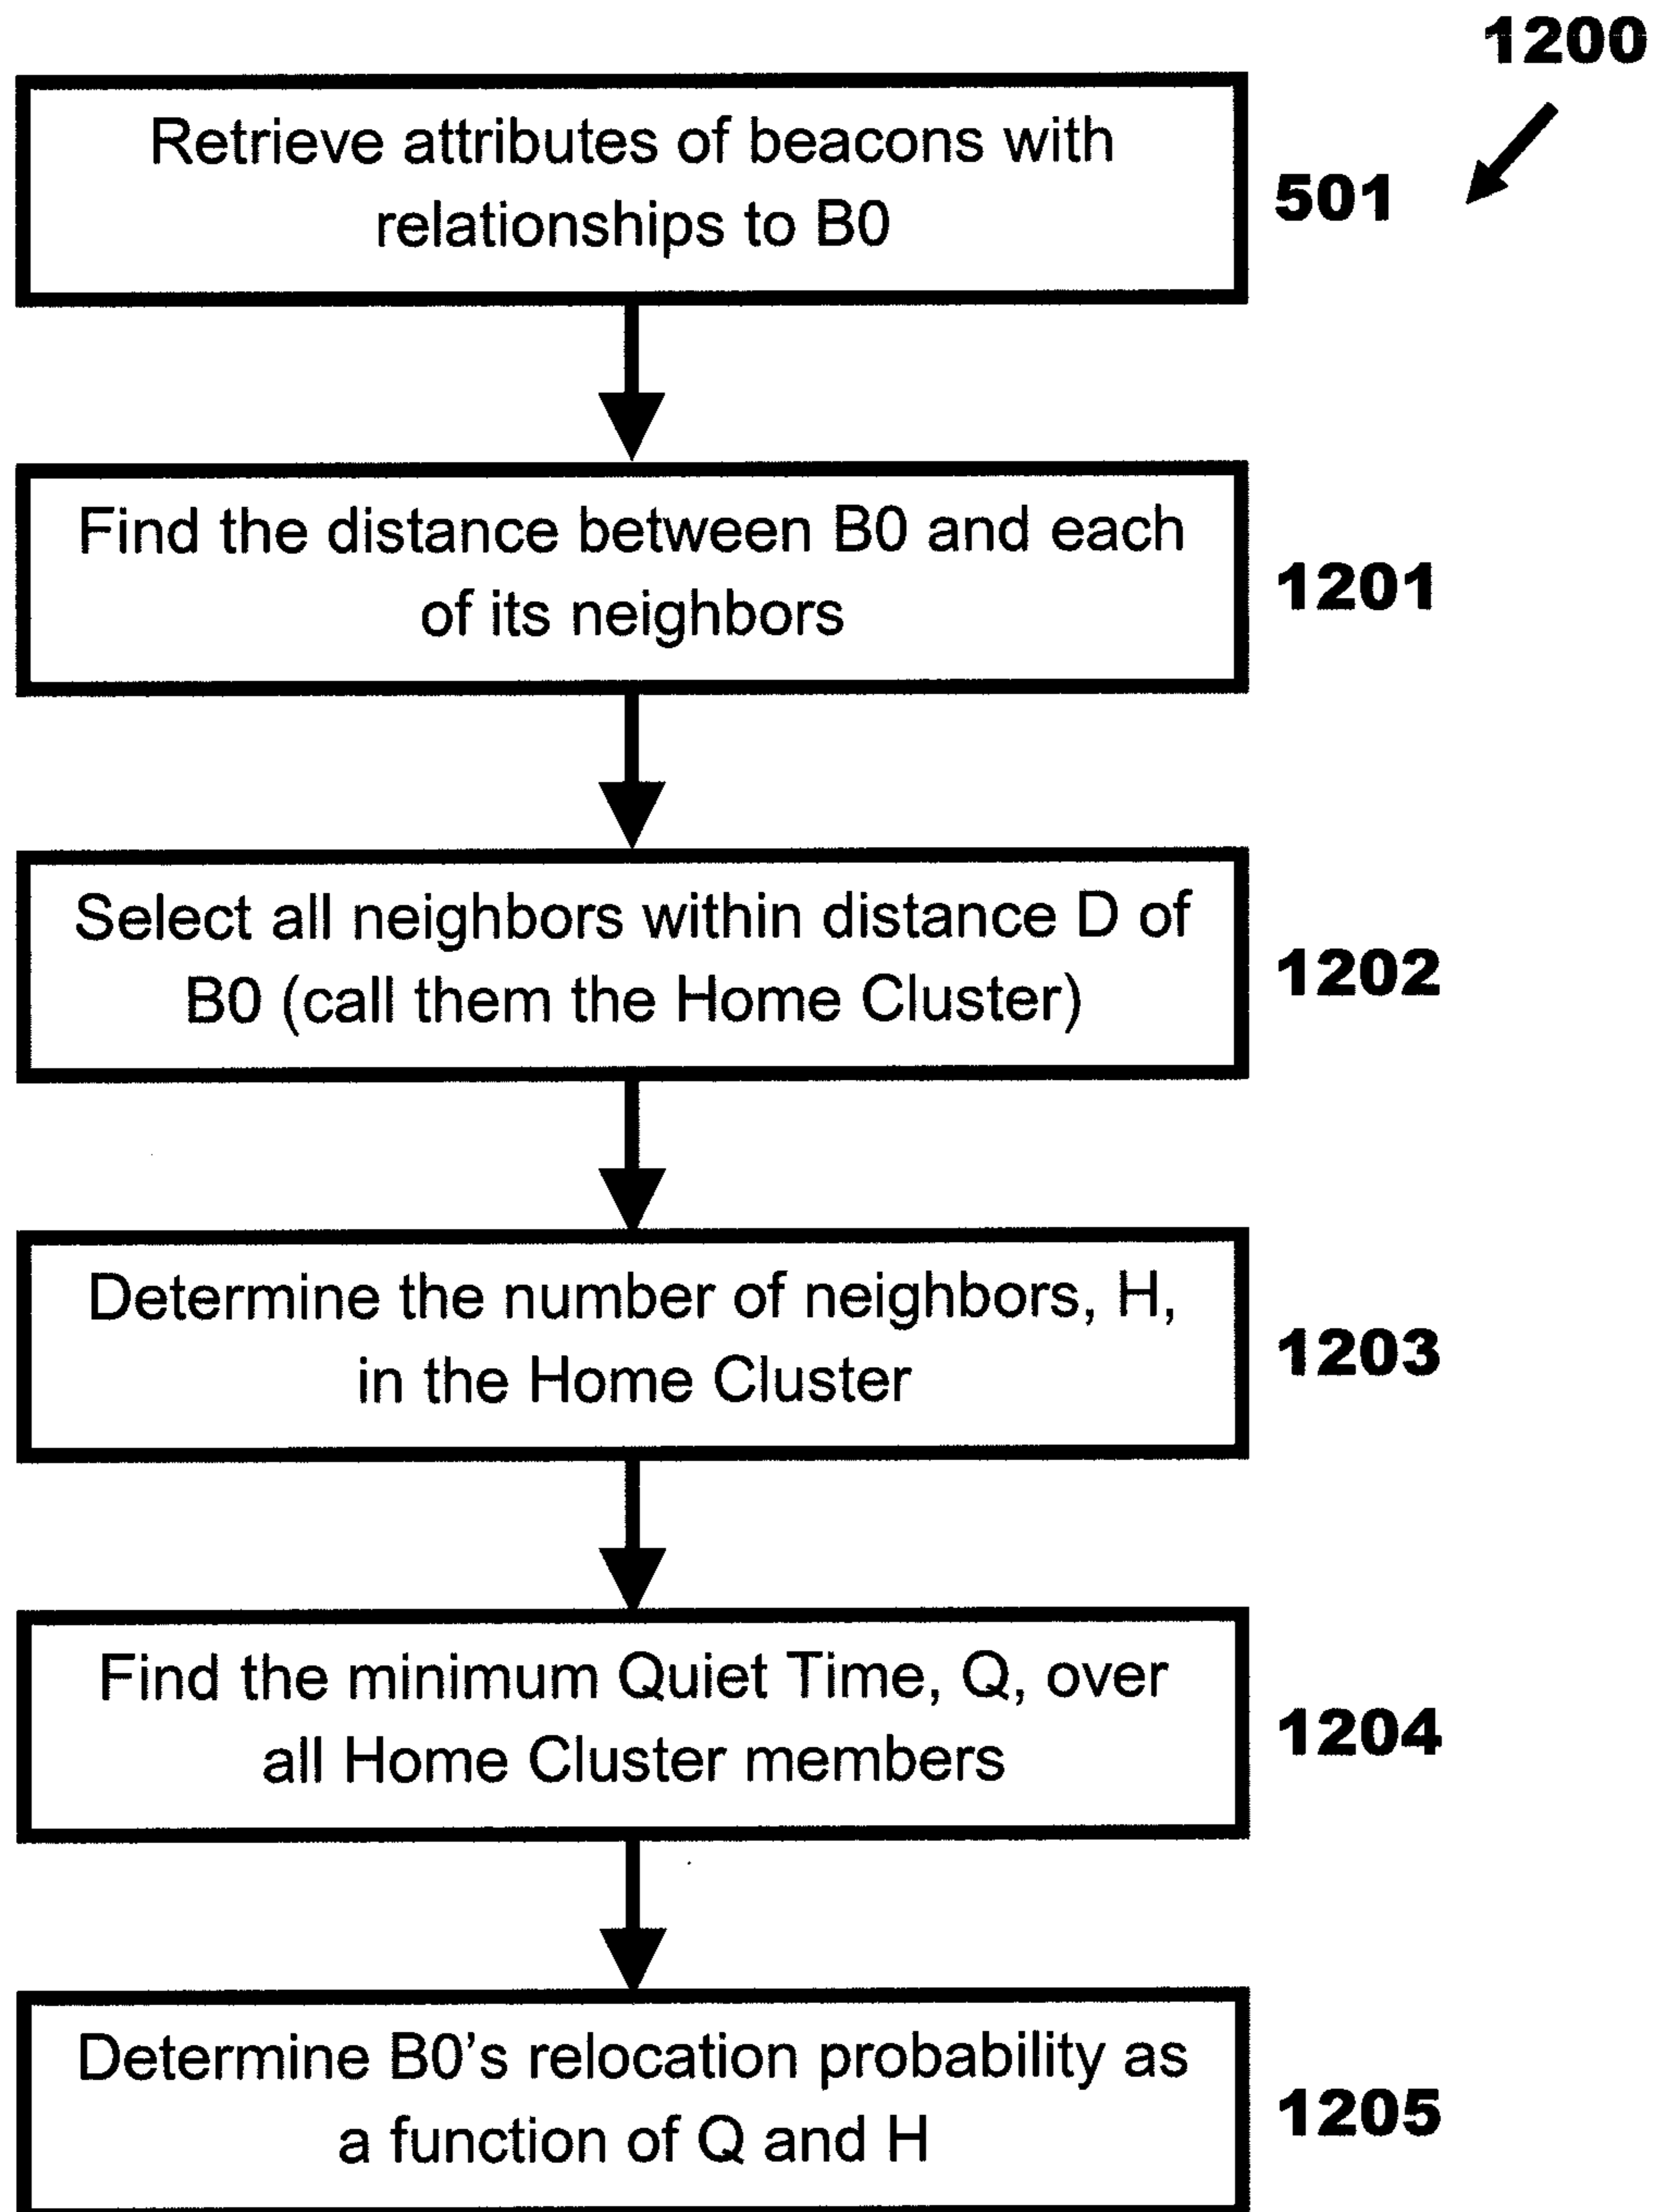 1200
Retrieve attributes of beacons with
relationships to B0
501
Find the distance between B0 and each
of its neighbors
1201
Select all neighbors within distance D of
B0 (call them the Home Cluster)
1202
Determine the number of neighbors, H,
in the Home Cluster
1203
Find the minimum Quiet Time, Q, over
all Home Cluster members
1204
Determine B0’s relocation probability as
a function of Q and H
1205